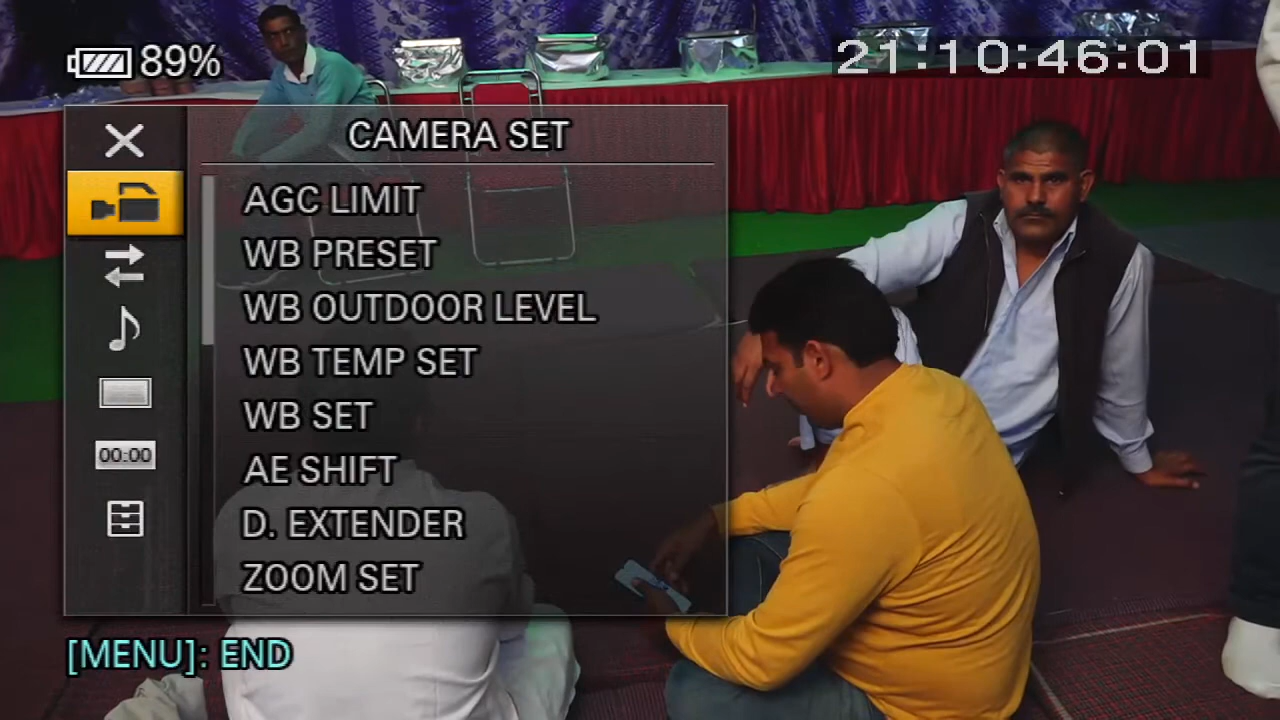 89%
21:10:46:01
CAMERA SET
AGC LIMIT
WB PRESET
WB OUTDOOR LEVEL
WB TEMP SET
WB SET
AE SHIFT
D. EXTENDER
00:00
ZOOM SET
[MENU]: END